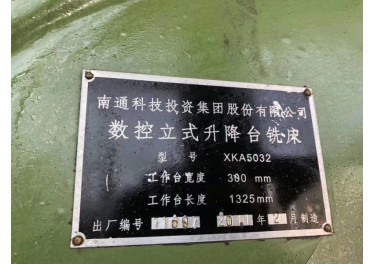 南通科技投资集团股份有限公司
数控立式升降台铣床
型 号 XKA5032
工作台宽度 mm
工作台长度 1325mm
出厂编号 年 月制造